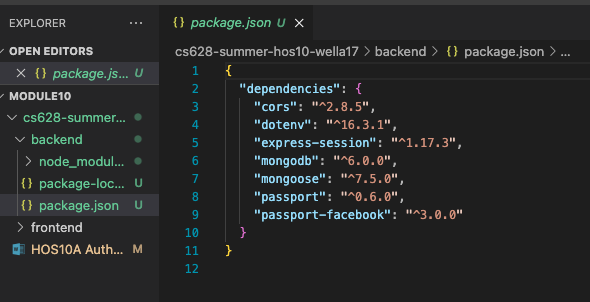 EXPLORER
OPEN EDITORS
{} package.js... U
MODULE10
cs628-summer...
backend
node_modul...
{} package-loc... U
{} package.json U
frontend
HOS10A Auth... M
{} package.json U
cs628-summer-hos10-wella17 > backend > {} package.json > ...
1 {
2 "dependencies": {
3 "cors": "^2.8.5",
4 "dotenv": "^16.3.1",
5 "express-session": "^1.17.3",
6 "mongodb": "^6.0.0",
7 "mongoose": "^7.5.0",
8 "passport": "^0.6.0",
9 "passport-facebook": "^3.0.0"
10 }
11 }
12